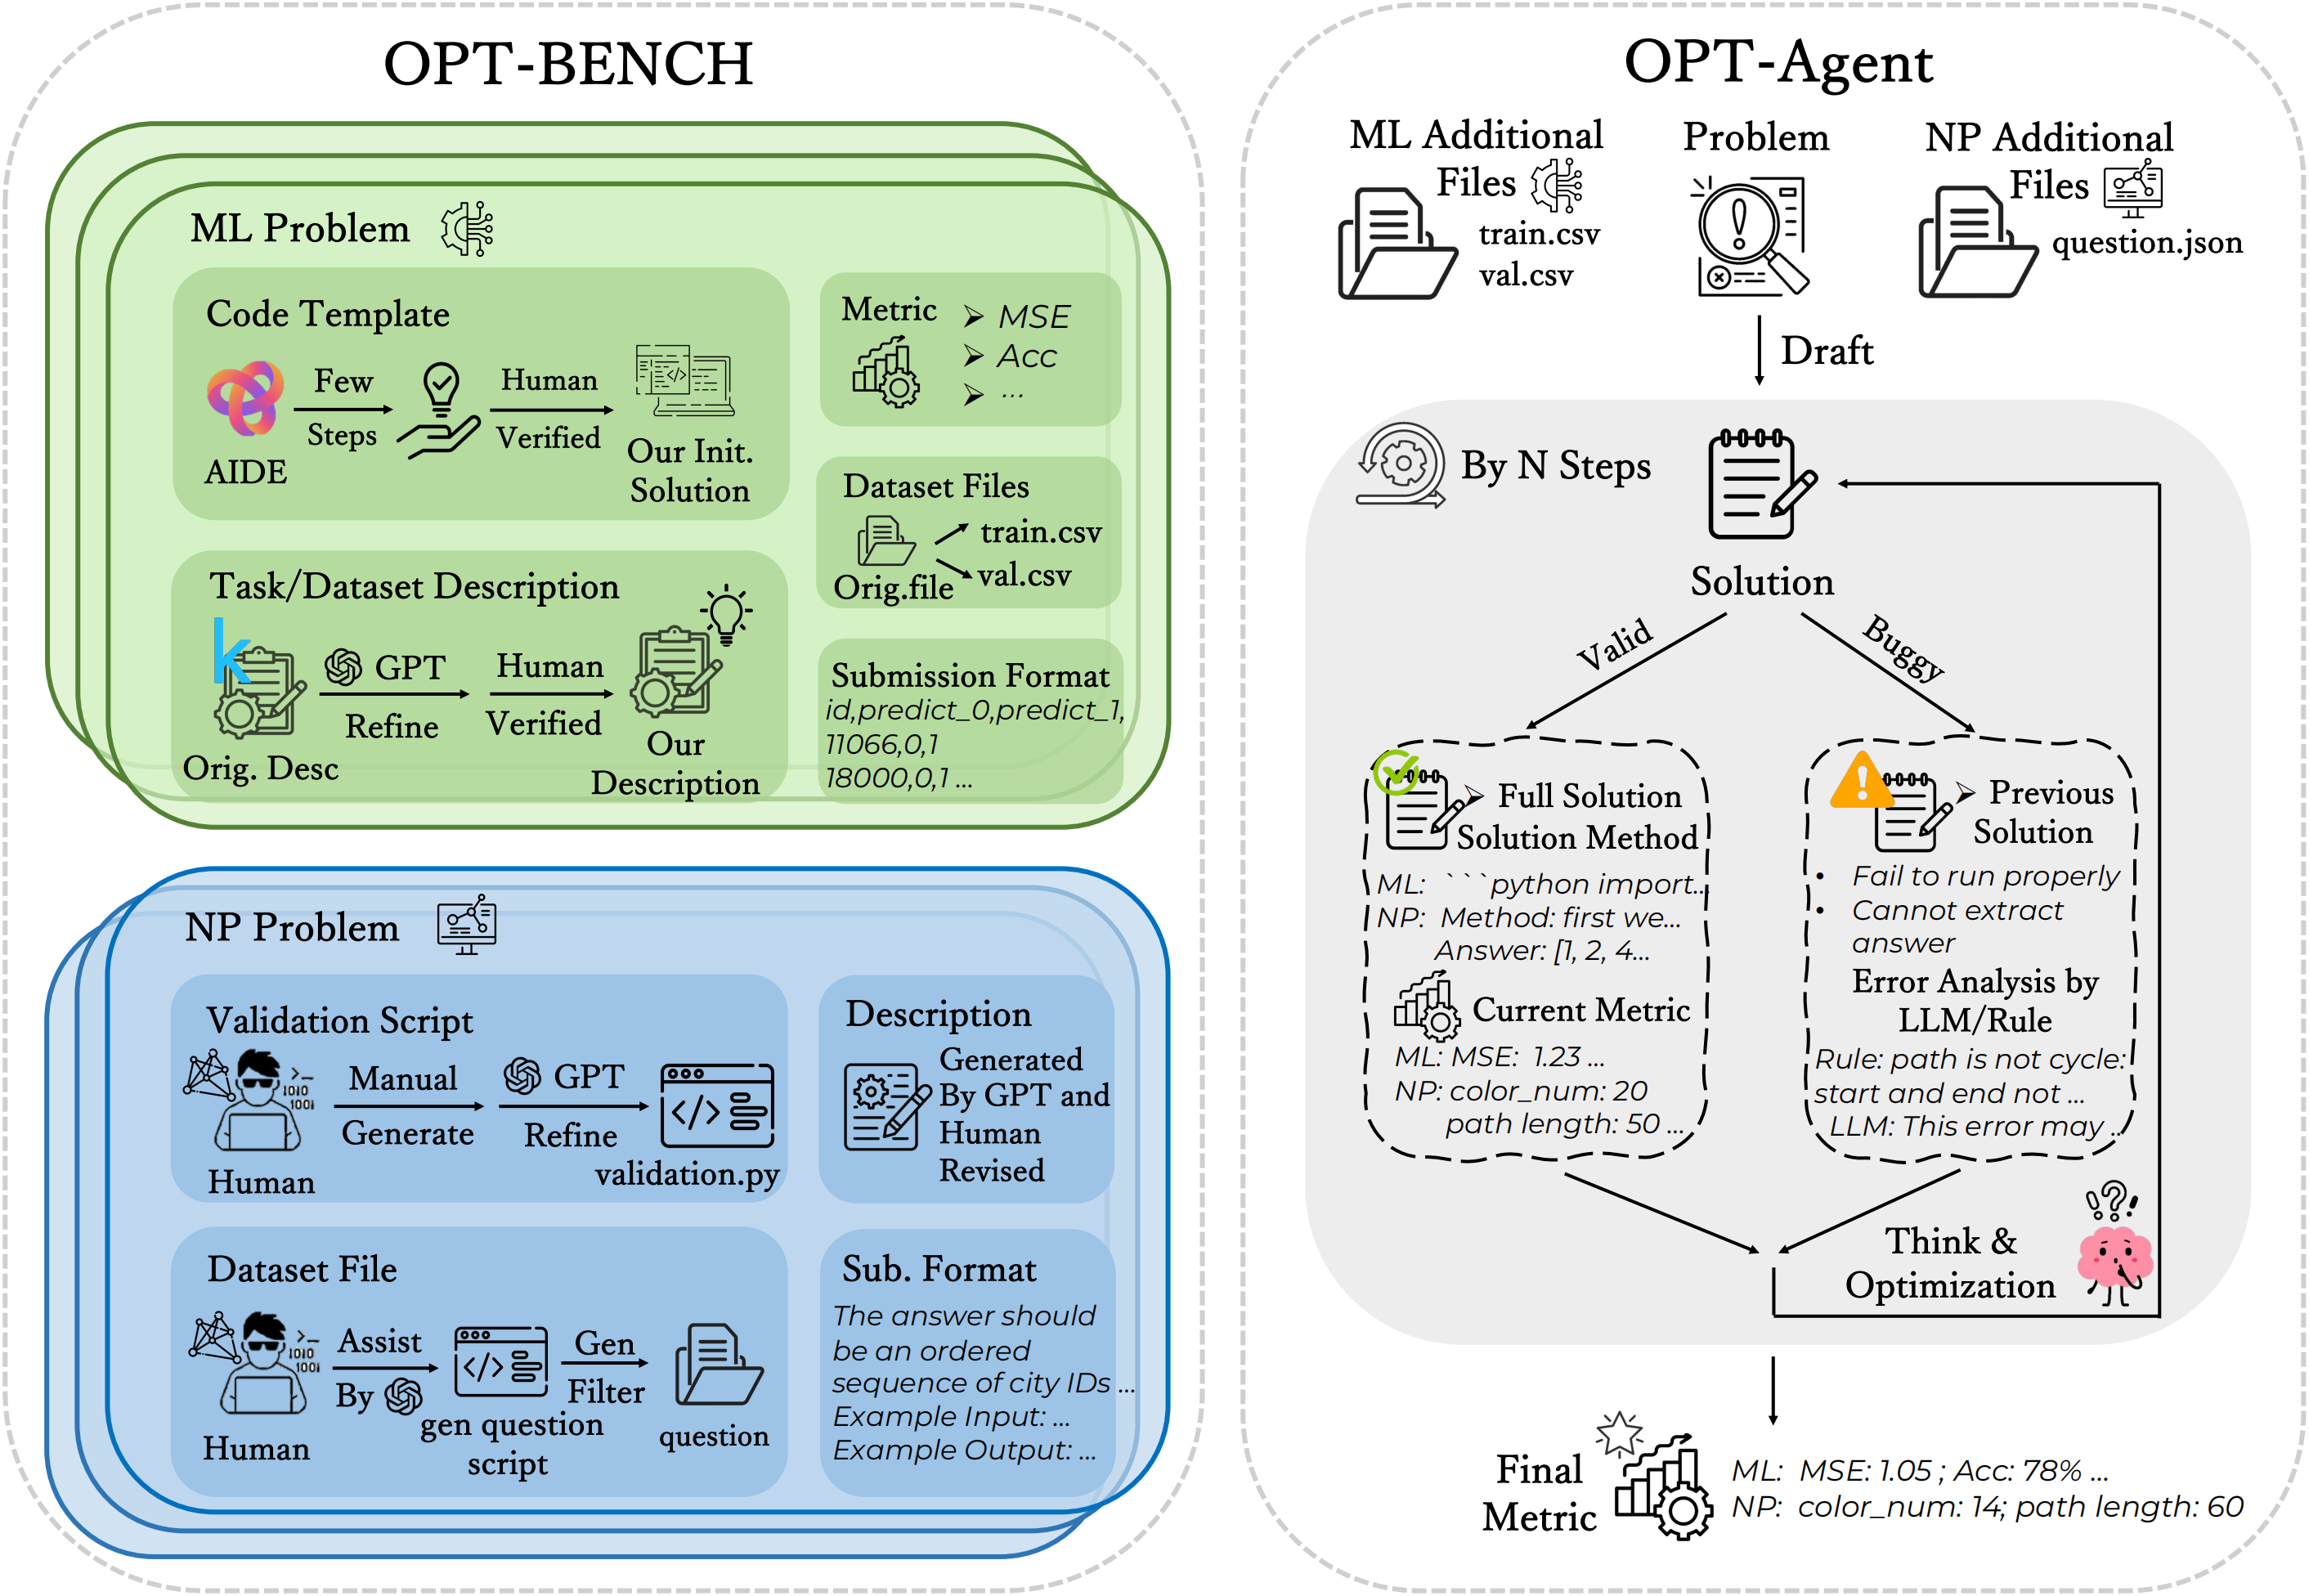 OPT-BENCH
ML Problem
Code Template
AIDE
Few
Steps
Human
Verified
Our Init.
Solution
Metric
➢ MSE
➢ Acc
➢ ...
Dataset Files
Orig.file
train.csv
val.csv
Task/Dataset Description
k
Orig. Desc
GPT
Refine
Human
Verified
Our
Description
Submission Format
id,predict_0,predict_1,
11066,0,1
18000,0,1 ...
NP Problem
Validation Script
Human
Manual
Generate
GPT
Refine
validation.py
Description
Generated
By GPT and
Human
Revised
Dataset File
Human
Assist
By
gen question
script
Gen
Filter
question
Sub. Format
The answer should
be an ordered
sequence of city IDs ...
Example Input: ...
Example Output: ...
OPT-Agent
ML Additional
Files
train.csv
val.csv
Problem
NP Additional
Files
question.json
Draft
By N Steps
Solution
Valid
Buggy
➢ Full Solution
Solution Method
ML: ```python import...
NP: Method: first we...
Answer: [1, 2, 4...
Current Metric
ML: MSE: 1.23 ...
NP: color_num: 20
path length: 50 ...
➢ Previous
Solution
• Fail to run properly
• Cannot extract
answer
Error Analysis by
LLM/Rule
Rule: path is not cycle:
start and end not ...
LLM: This error may ..
Think &
Optimization
Final
Metric
ML: MSE: 1.05 ; Acc: 78% ...
NP: color_num: 14; path length: 60